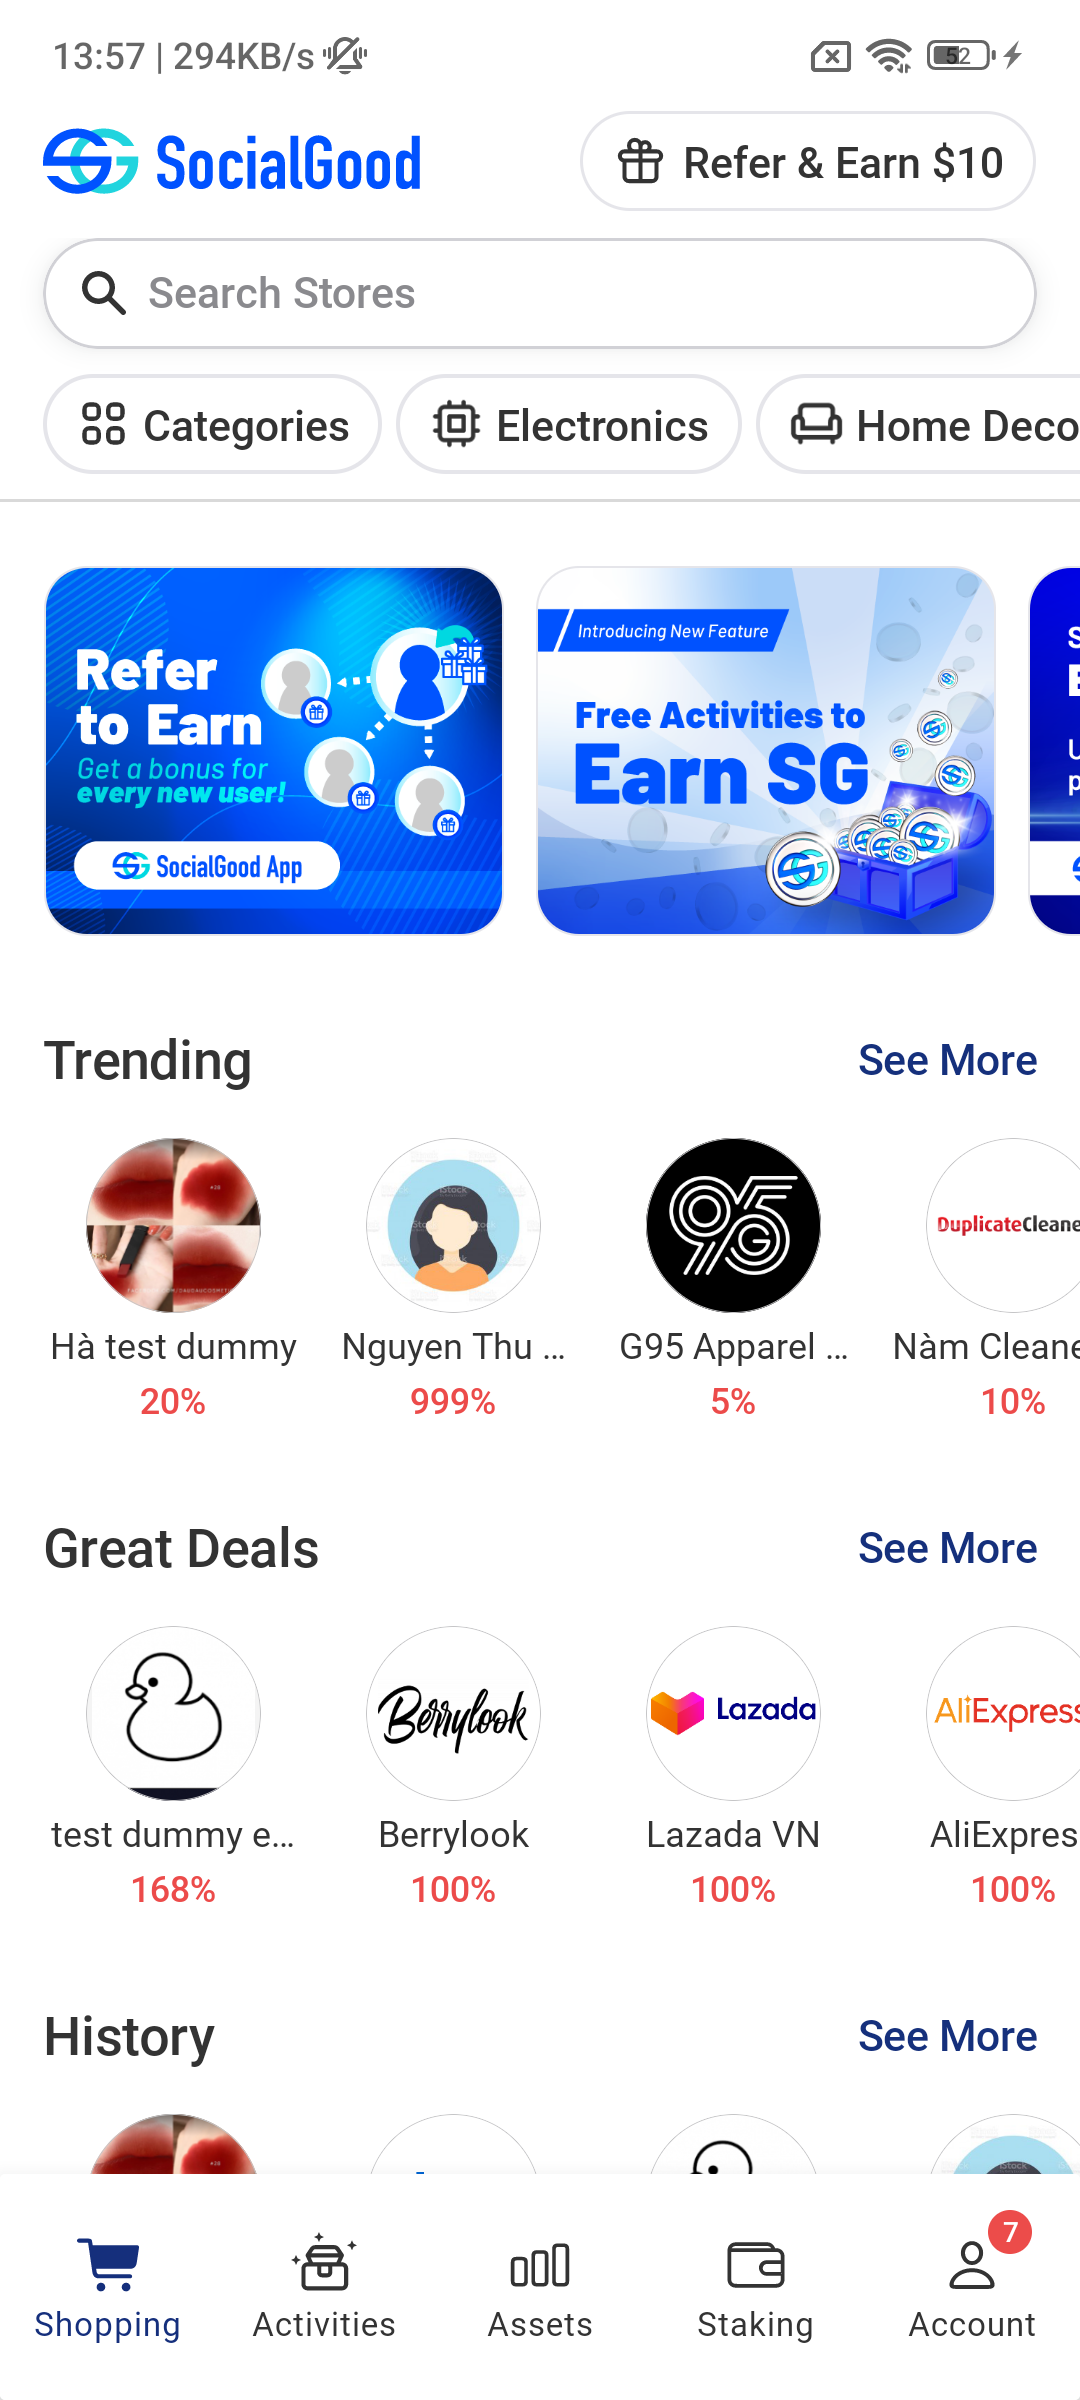 13:57 | 294KB/s
52
SocialGood
Refer & Earn $10
Search Stores
Categories
Electronics
Home Deco
Refer
to Earn
Get a bonus for
every new user!
SocialGood App
Introducing New Feature
Free Activities to
Earn SG
Trending
See More
95
DuplicateCleane
Hà test dummy
Nguyen Thu ...
G95 Apparel ...
Nàm Cleane
20%
999%
5%
10%
Great Deals
See More
Berrylook
Lazada
AliExpress
test dummy e...
Berrylook
Lazada VN
AliExpres
168%
100%
100%
100%
History
See More
7
Shopping
Activities
Assets
Staking
Account